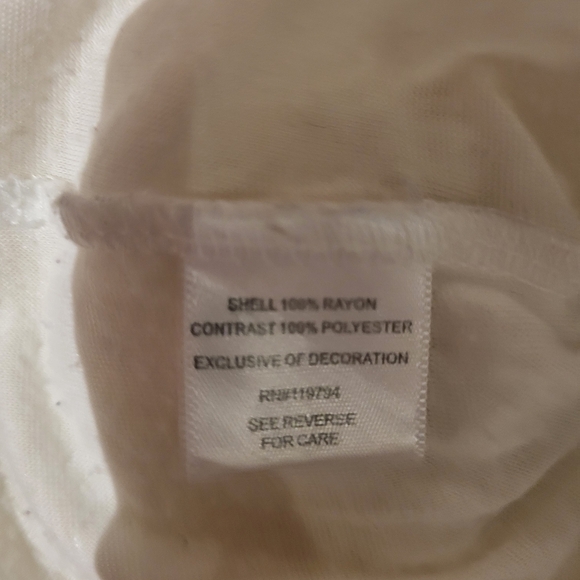 SHELL 100% RAYON
CONTRAST 100% POLYESTER
EXCLUSIVE OF DECORATION
RN#119794
SEE REVERSE
FOR CARE